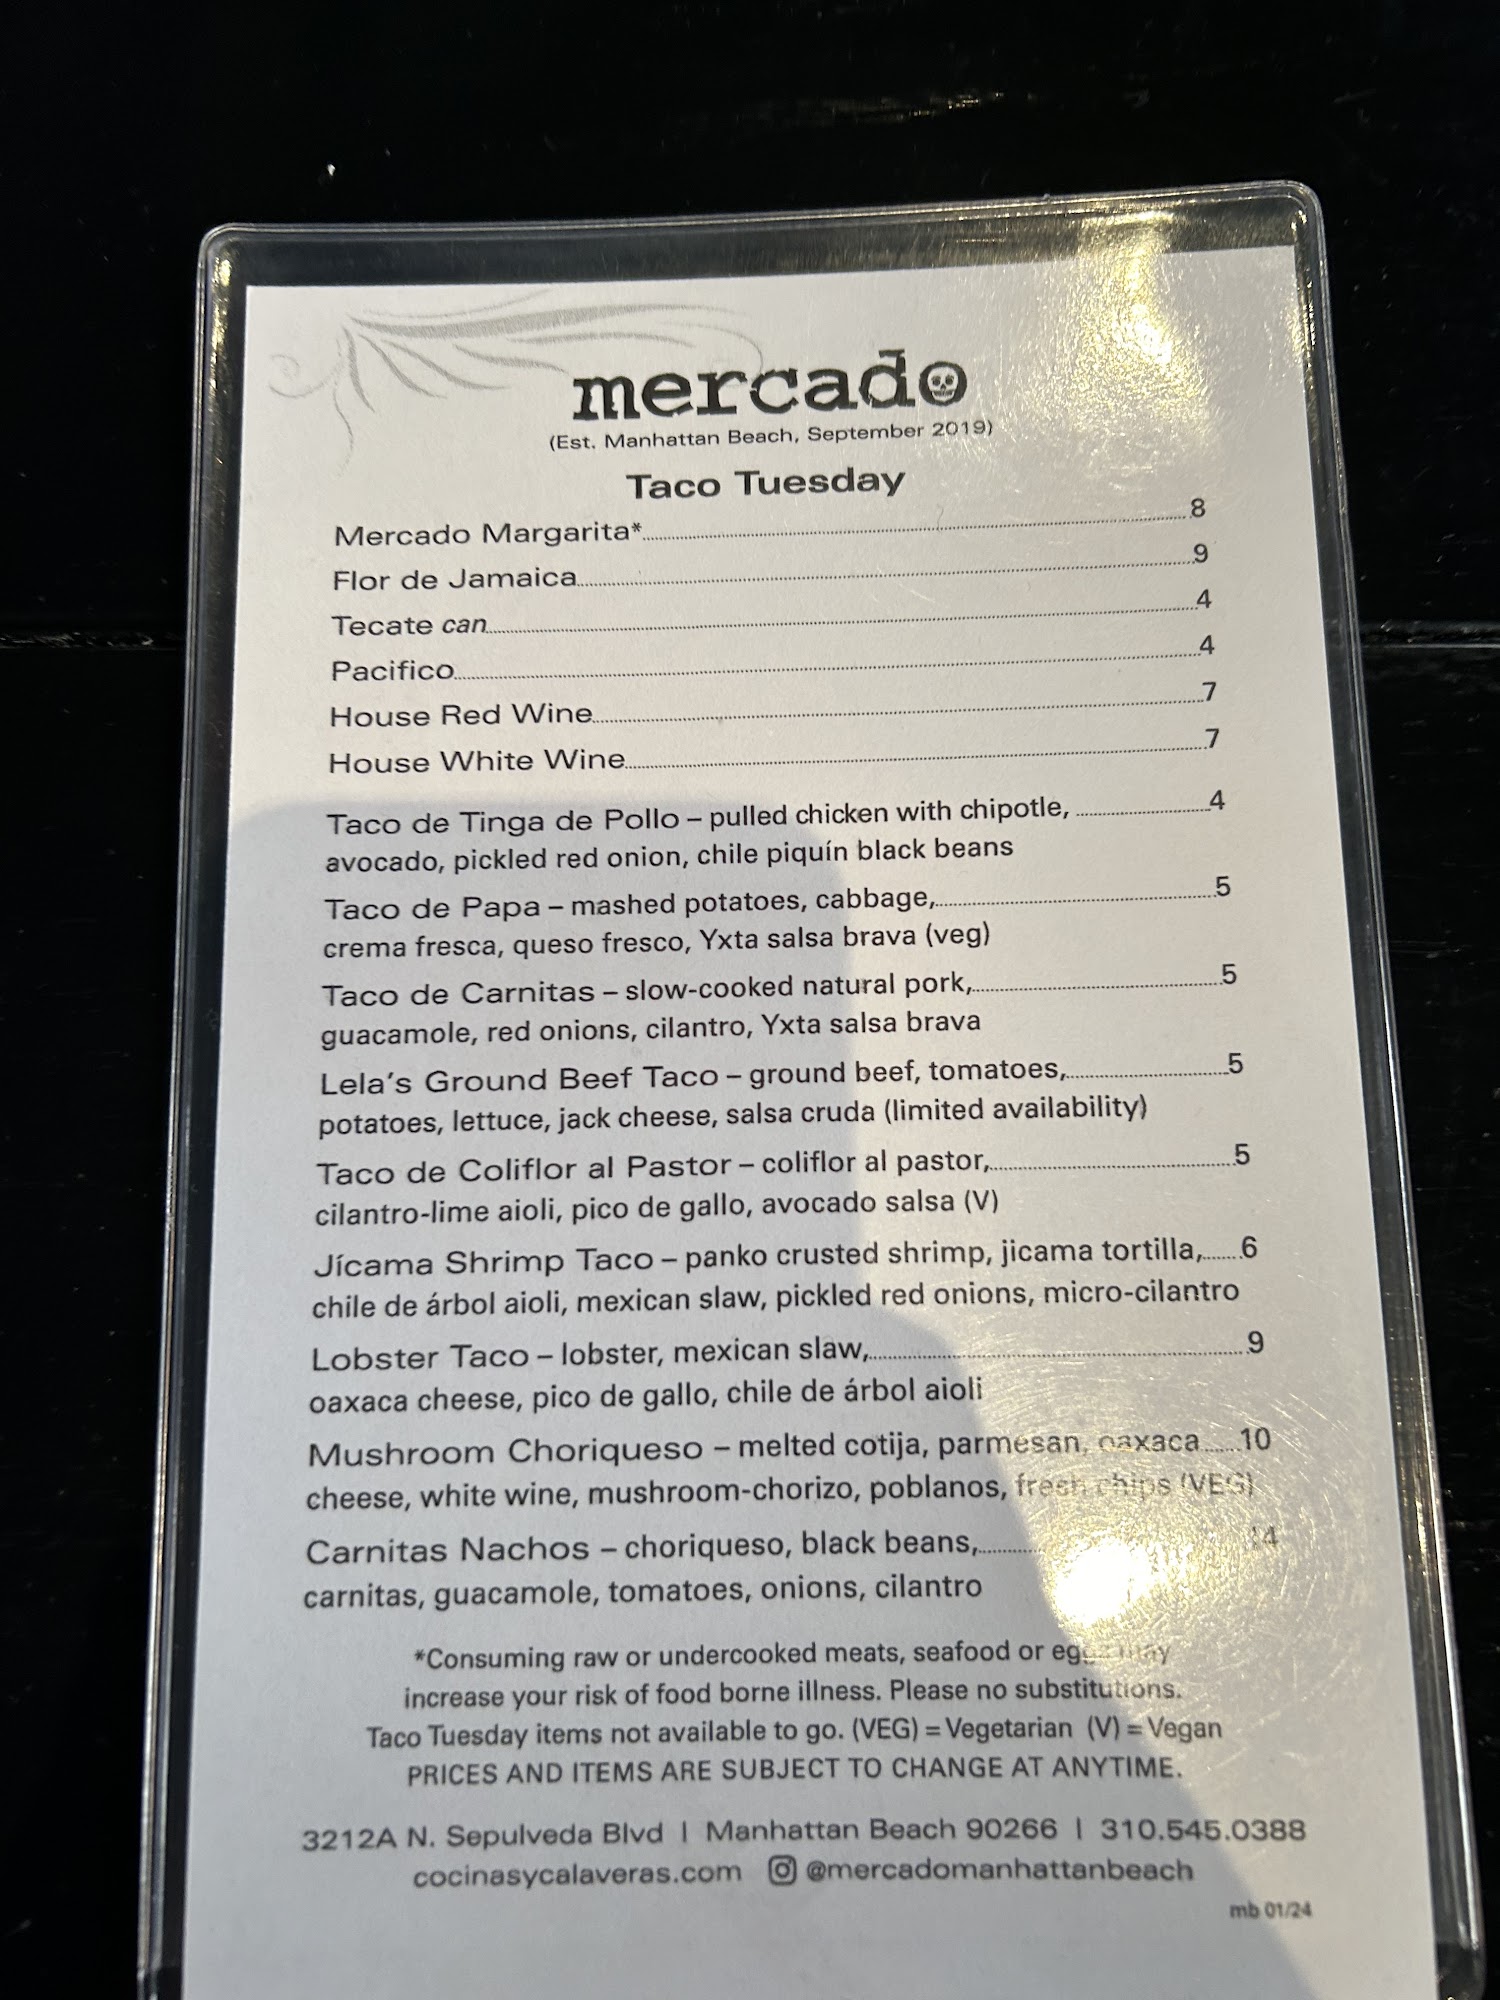 mercado
(Est. Manhattan Beach, September 2019)
Taco Tuesday
Mercado Margarita* 8
Flor de Jamaica 9
Tecate can 4
Pacifico 4
House Red Wine 7
House White Wine 7
Taco de Tinga de Pollo – pulled chicken with chipotle, 4
avocado, pickled red onion, chile piquín black beans
Taco de Papa – mashed potatoes, cabbage, 5
crema fresca, queso fresco, Yxta salsa brava (veg)
Taco de Carnitas – slow-cooked natural pork, 5
guacamole, red onions, cilantro, Yxta salsa brava
Lela's Ground Beef Taco – ground beef, tomatoes, 5
potatoes, lettuce, jack cheese, salsa cruda (limited availability)
Taco de Coliflor al Pastor – coliflor al pastor, 5
cilantro-lime aioli, pico de gallo, avocado salsa (V)
Jícama Shrimp Taco – panko crusted shrimp, jicama tortilla, 6
chile de árbol aioli, mexican slaw, pickled red onions, micro-cilantro
Lobster Taco – lobster, mexican slaw, 9
oaxaca cheese, pico de gallo, chile de árbol aioli
Mushroom Choriqueso – melted cotija, parmesan, oaxaca 10
cheese, white wine, mushroom-chorizo, poblanos, fresh chips (VEG)
Carnitas Nachos – choriqueso, black beans, 14
carnitas, guacamole, tomatoes, onions, cilantro
*Consuming raw or undercooked meats, seafood or eggs may
increase your risk of food borne illness. Please no substitutions.
Taco Tuesday items not available to go. (VEG) = Vegetarian (V) = Vegan
PRICES AND ITEMS ARE SUBJECT TO CHANGE AT ANYTIME.
3212A N. Sepulveda Blvd | Manhattan Beach 90266 | 310.545.0388
cocinasycalaveras.com @mercadomanhattanbeach
mb 01/24